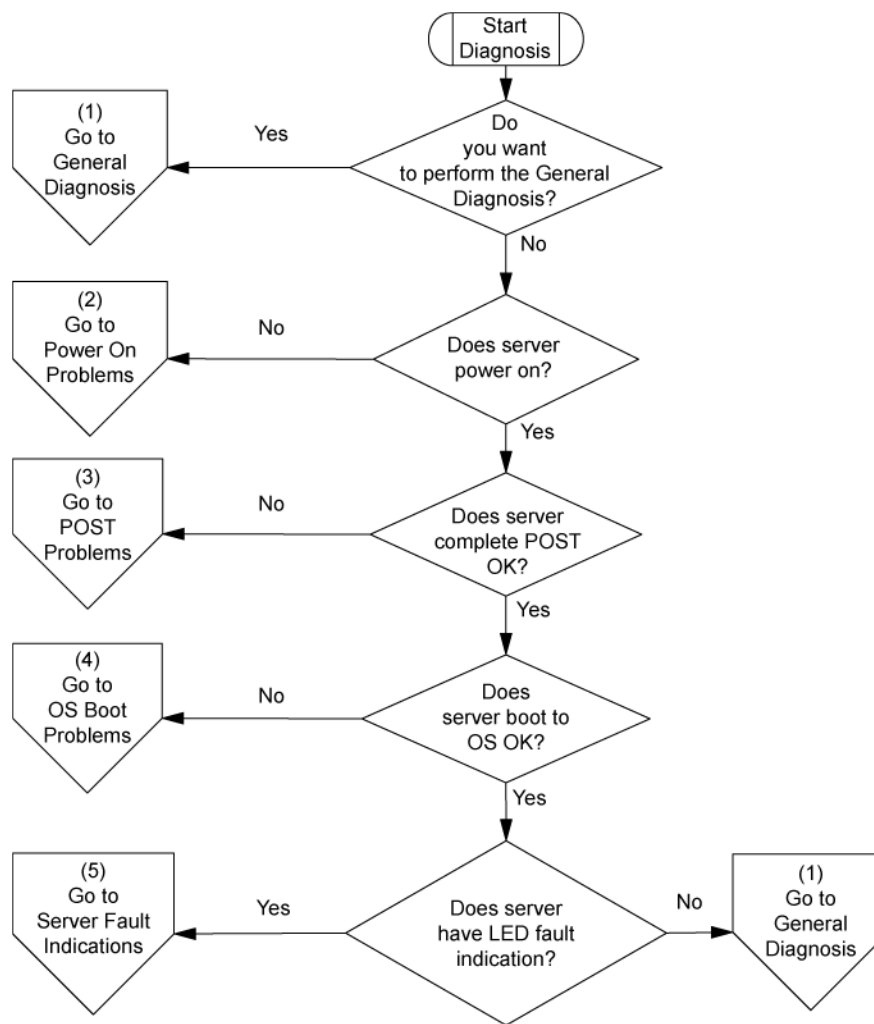 Start
Diagnosis
(1)
Go to
General
Diagnosis
Yes
Do
you want
to perform the General
Diagnosis?
No
(2)
Go to
Power On
Problems
No
Does server
power on?
Yes
(3)
Go to
POST
Problems
No
Does server
complete POST
OK?
Yes
(4)
Go to
OS Boot
Problems
No
Does
server boot to
OS OK?
Yes
(5)
Go to
Server Fault
Indications
Yes
Does server
have LED fault
indication?
No
(1)
Go to
General
Diagnosis